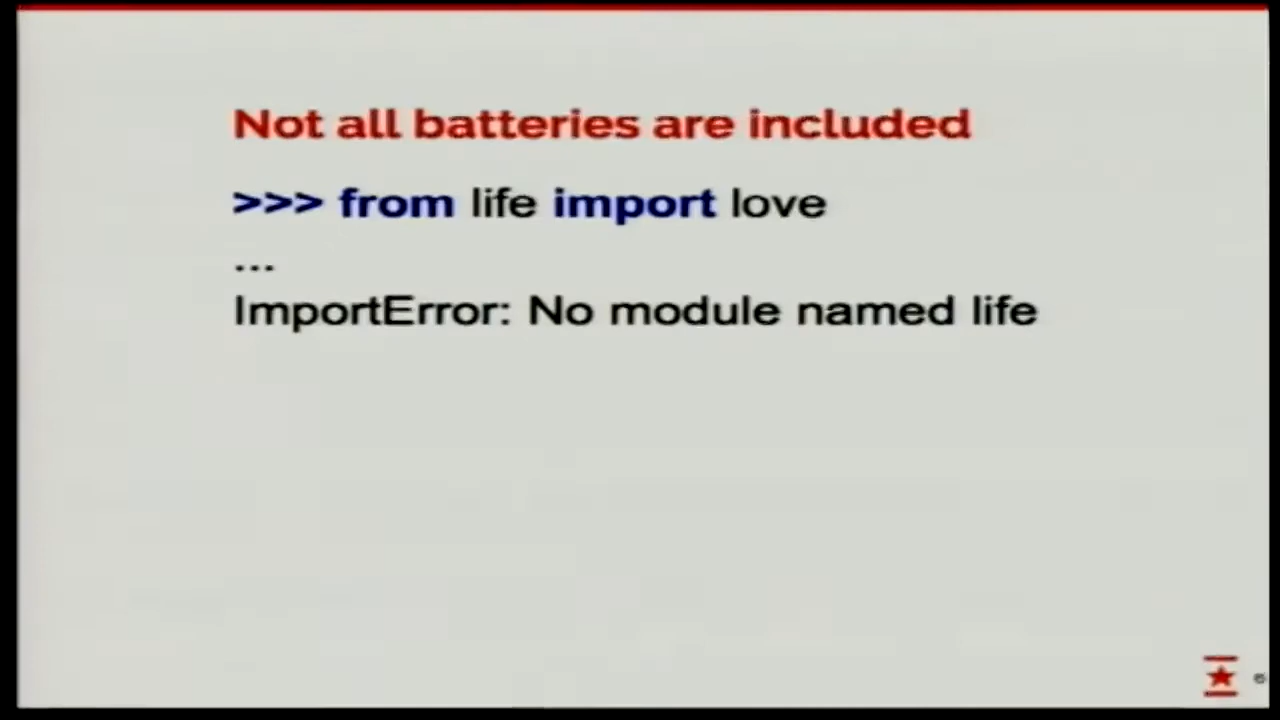 Not all batteries are included
>>> from life import love
...
ImportError: No module named life